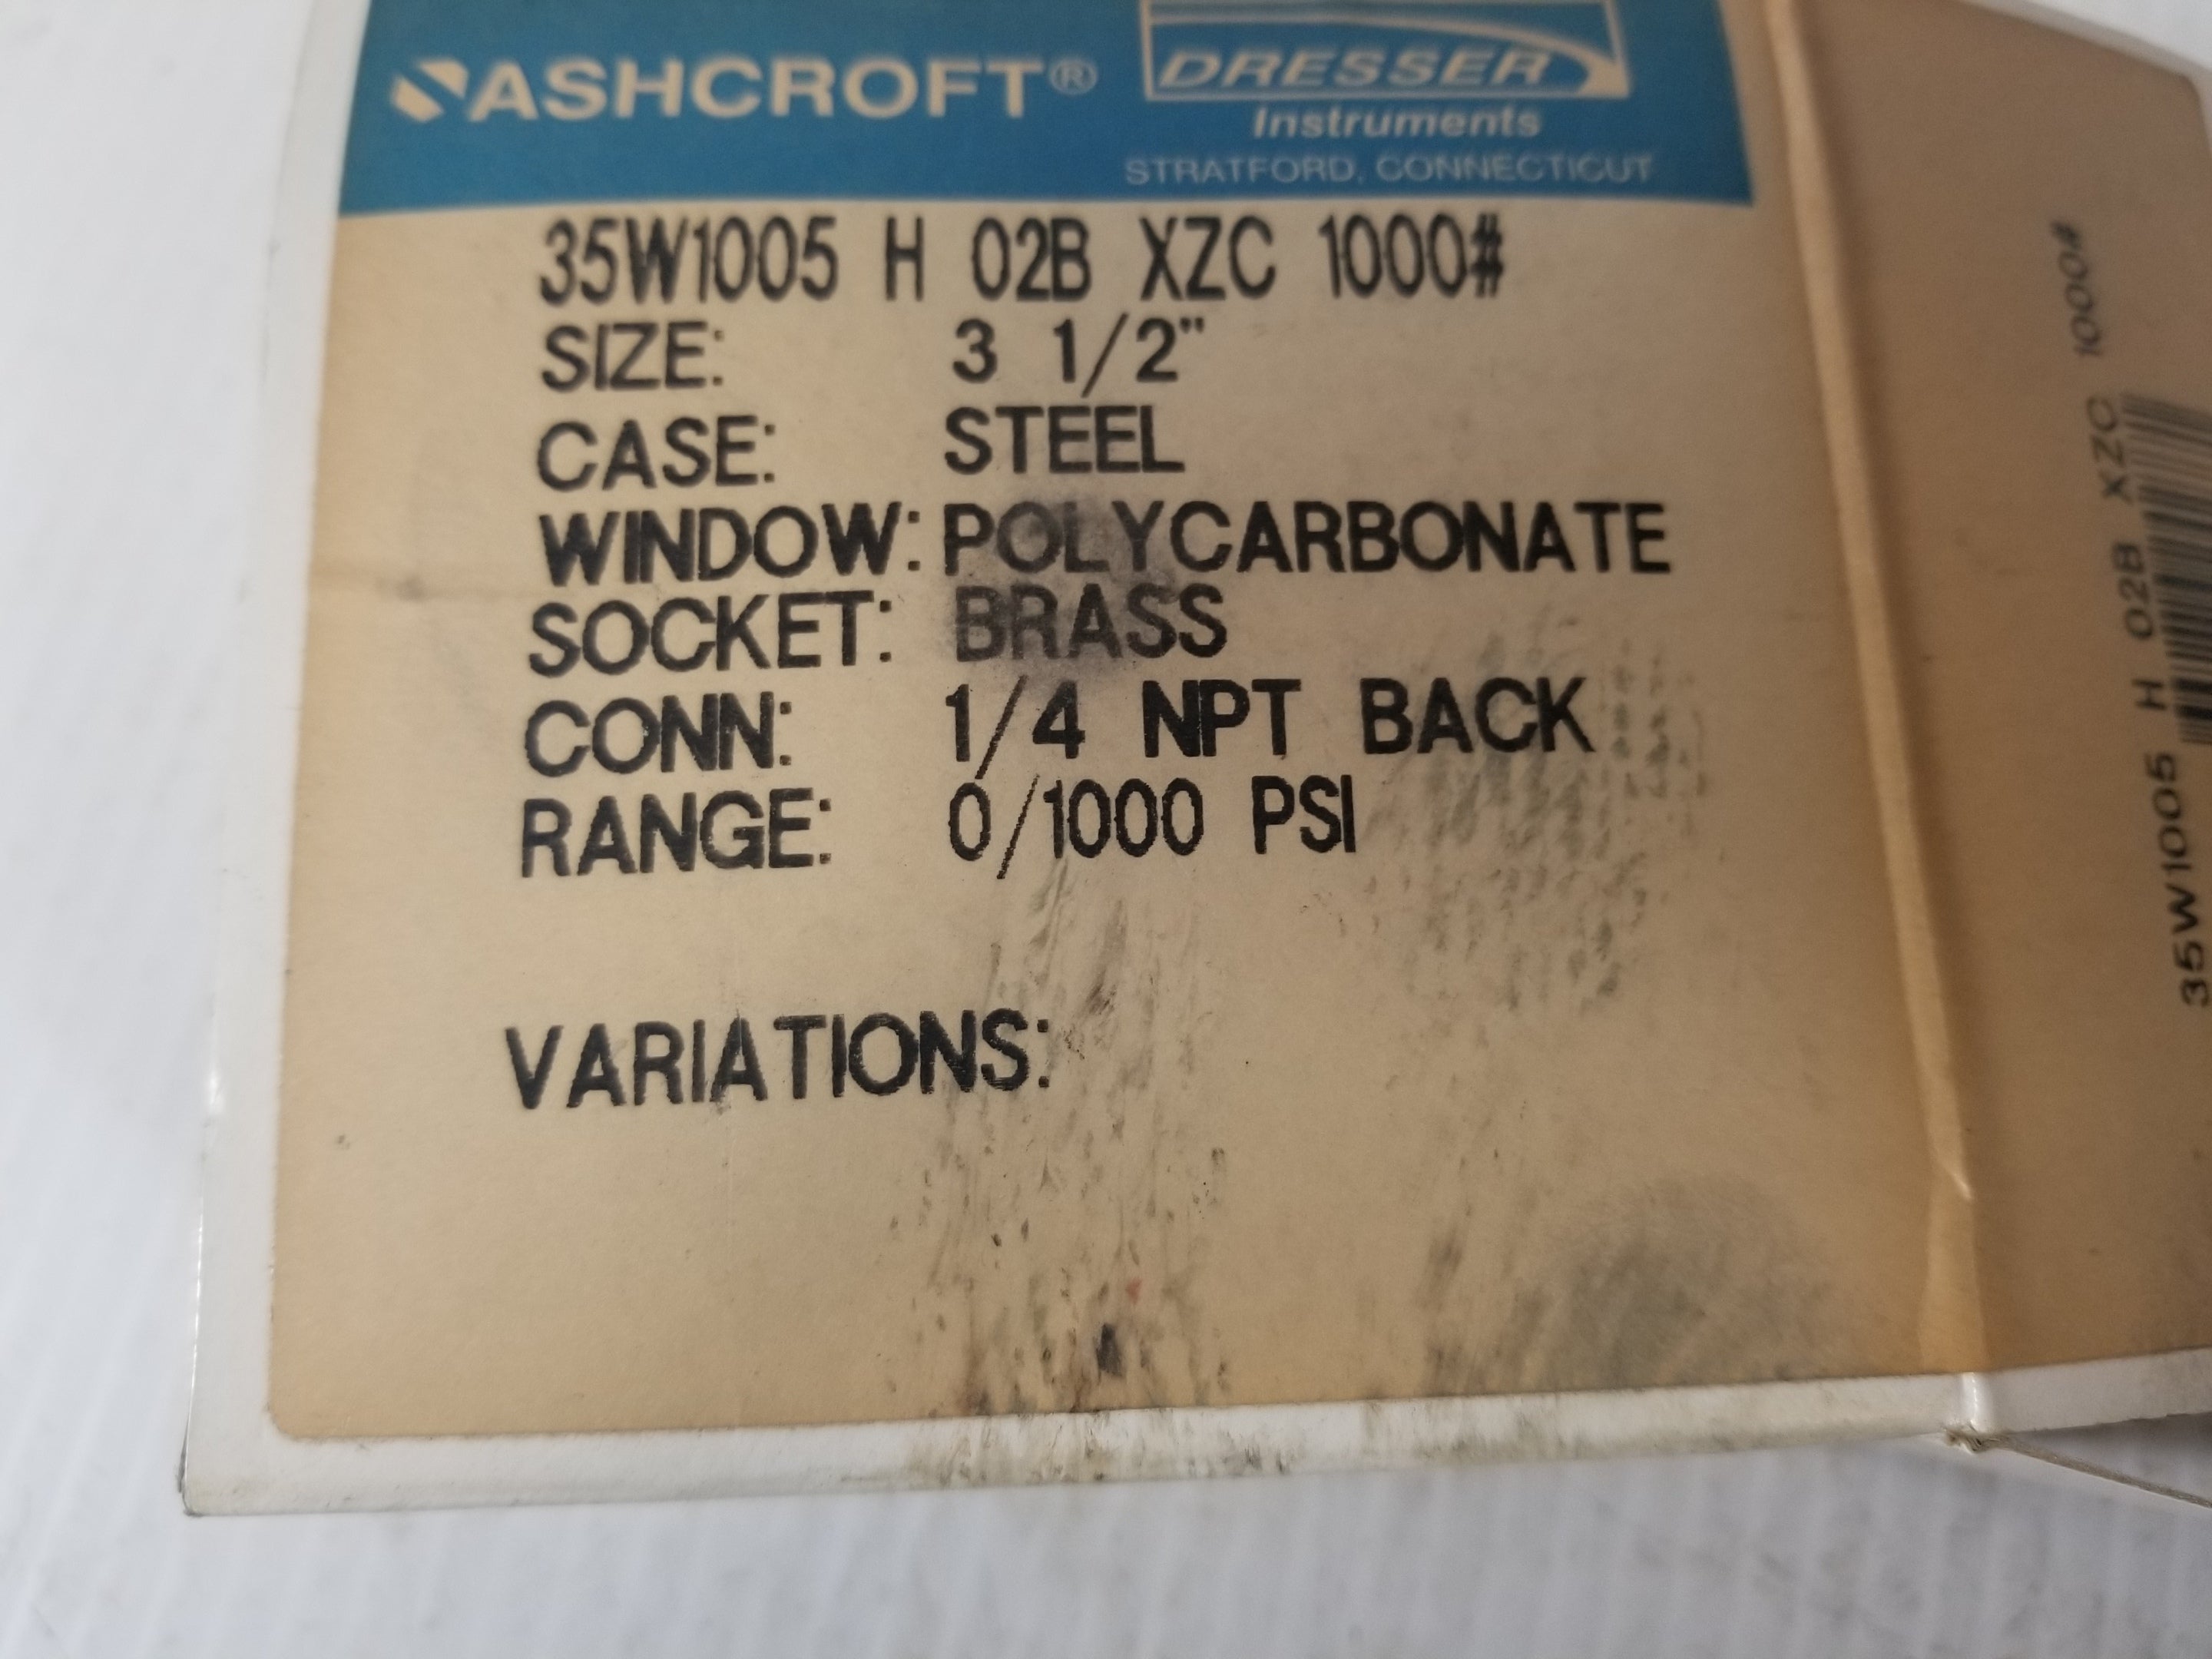 ASHCROFT®
DRESSER
Instruments
STRATFORD, CONNECTICUT
35W1005 H 02B XZC 1000#
SIZE: 3 1/2"
CASE: STEEL
WINDOW: POLYCARBONATE
SOCKET: BRASS
CONN: 1/4 NPT BACK
RANGE: 0/1000 PSI
VARIATIONS:
35W1005 H 02B XZC 1000#